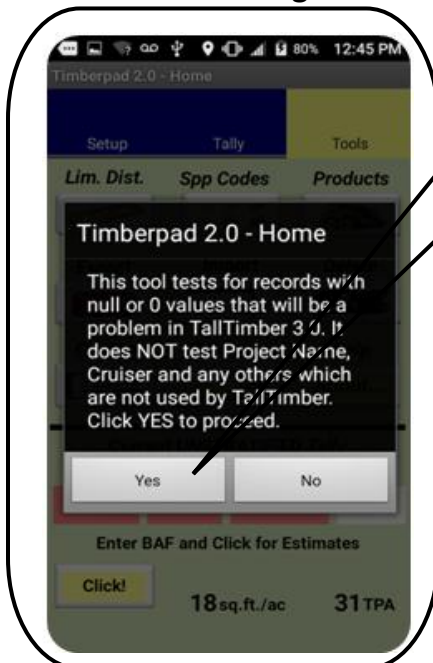 80% 12:45 PM
Timberpad 2.0 - Home
Setup Tally Tools
Lim. Dist. Spp Codes Products
Timberpad 2.0 - Home
This tool tests for records with
null or 0 values that will be a
problem in TallTimber 3.0. It
does NOT test Project Name,
Cruiser and any others which
are not used by TallTimber.
Click YES to proceed.
Yes No
Enter BAF and Click for Estimates
Click! 18 sq.ft./ac 31 TPA